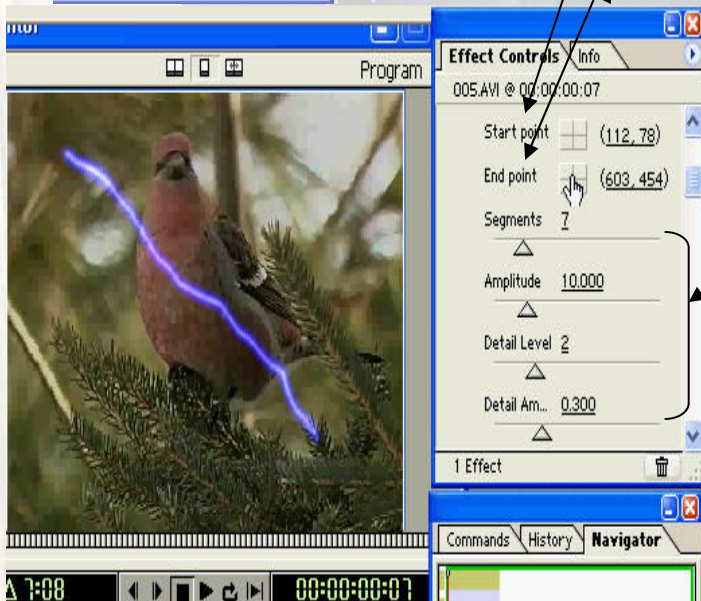 Program
Effect Controls Info
005.AVI @ 00:00:00:07
Start point (112, 78)
End point (603, 454)
Segments 7
Amplitude 10.000
Detail Level 2
Detail Am... 0.300
1 Effect
Commands History Navigator
Δ 7:08 00:00:00:07